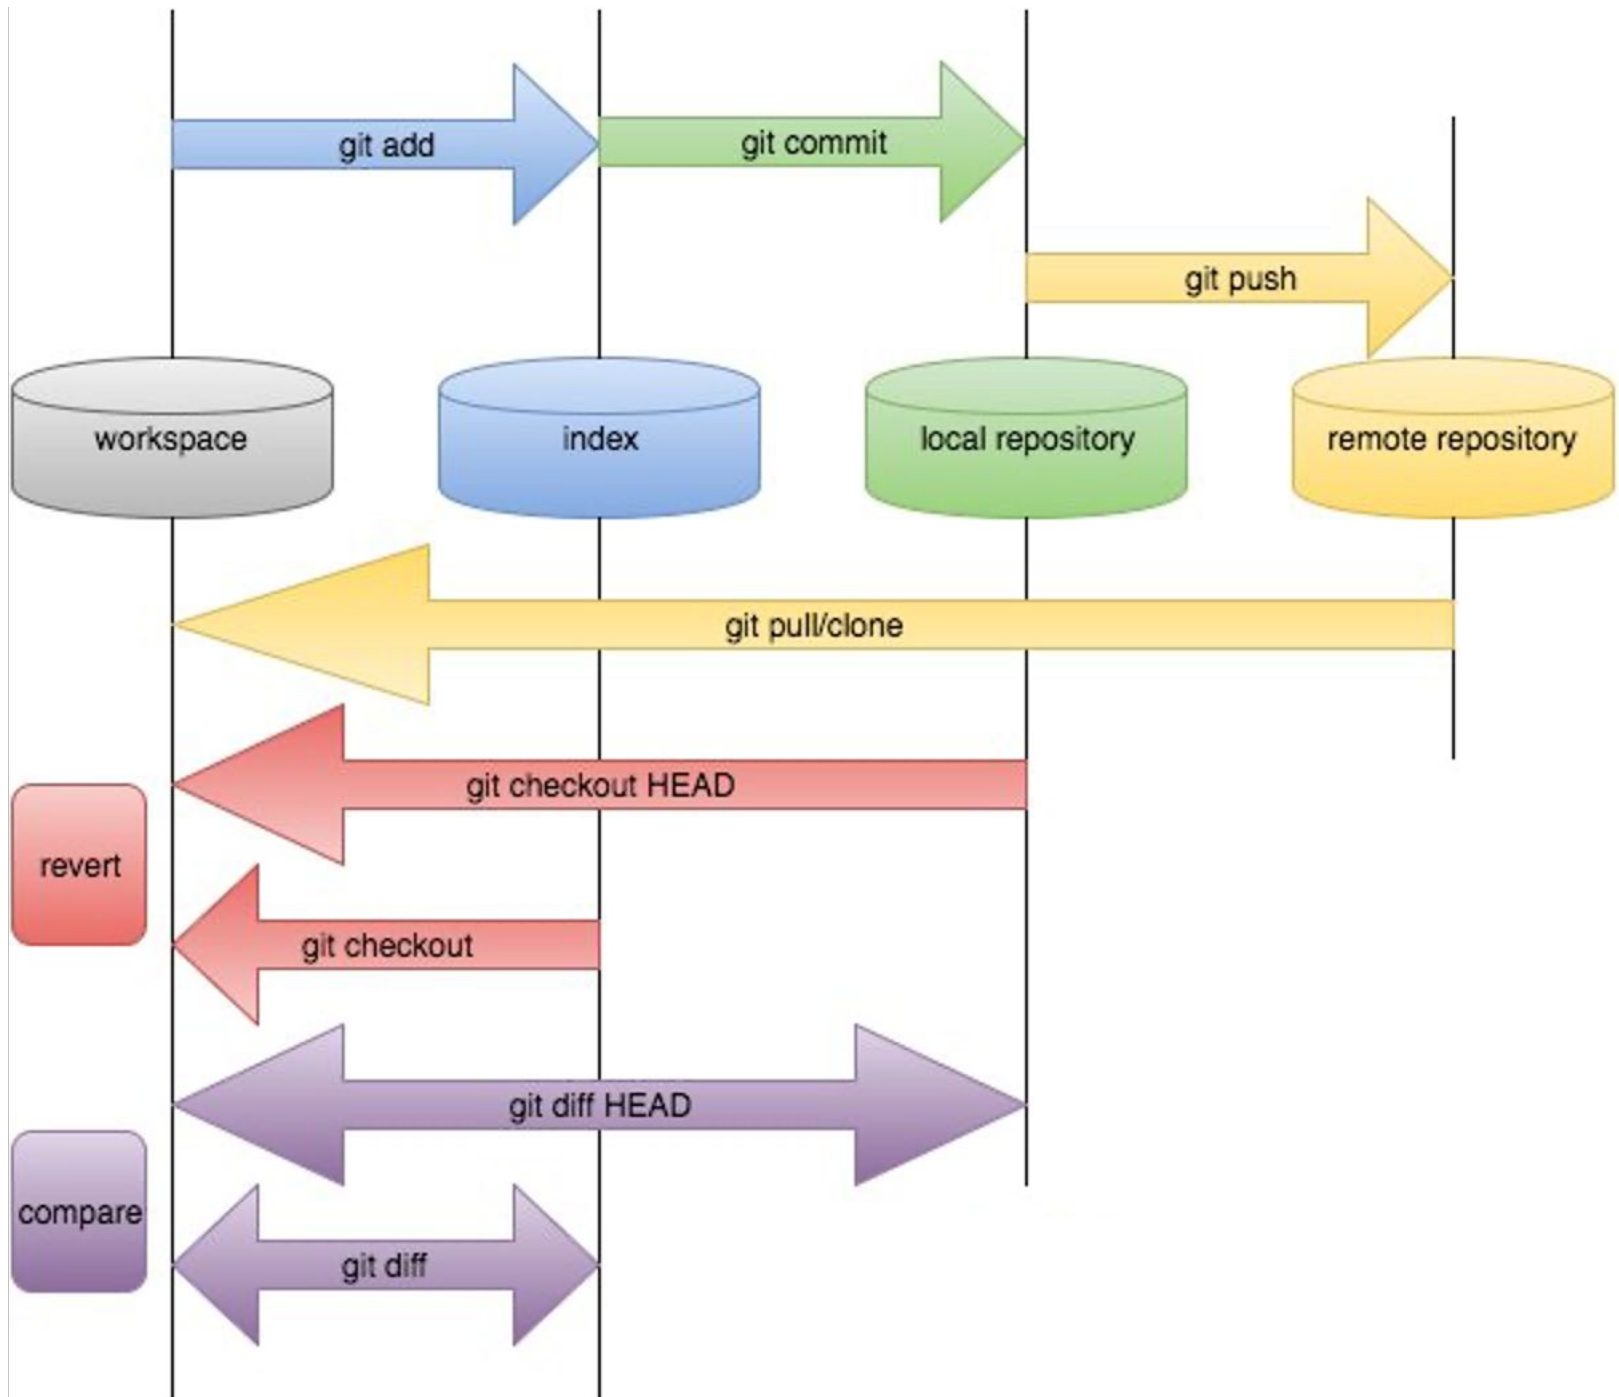 git add
git commit
git push
workspace
index
local repository
remote repository
git pull/clone
git checkout HEAD
revert
git checkout
git diff HEAD
compare
git diff